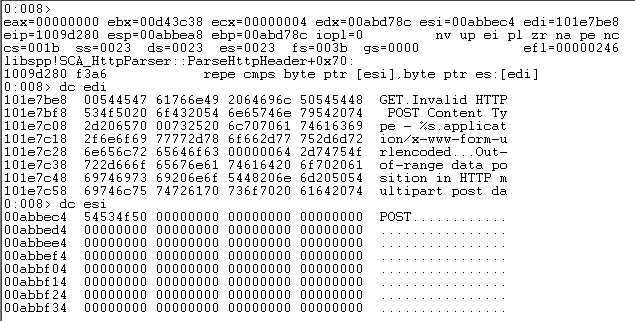 0:008>
eax=00000000 ebx=00d43c38 ecx=00000004 edx=00abd78c esi=00abbec4 edi=101e7be8
eip=1009d280 esp=00abbea8 ebp=00abd78c iopl=0 nv up ei pl zr na pe nc
cs=001b ss=0023 ds=0023 es=0023 fs=003b gs=0000 efl=00000246
libspp!SCA_HttpParser::ParseHttpHeader+0x70:
1009d280 f3a6 repe cmps byte ptr [esi],byte ptr es:[edi]
0:008> dc edi
101e7be8 00544547 61766e49 2064696c 50545448 GET.Invalid HTTP
101e7bf8 534f5020 6f432054 6e65746e 79542074 POST Content Ty
101e7c08 2d206570 00732520 6c707061 74616369 pe - %s.applicat
101e7c18 2f6e6f69 77772d78 6f662d77 752d6d72 ion/x-www-form-u
101e7c28 6e656c72 65646f63 00000064 2d74754f rlencoded...Out-
101e7c38 722d666f 65676e61 74616420 6f702061 of-range data po
101e7c48 69746973 69206e6f 5448206e 6d205054 sition in HTTP m
101e7c58 69746c75 74726170 736f7020 61642074 ultipart post da
0:008> dc esi
00abbec4 54534f50 00000000 00000000 00000000 POST............
00abbed4 00000000 00000000 00000000 00000000 ................
00abbee4 00000000 00000000 00000000 00000000 ................
00abbef4 00000000 00000000 00000000 00000000 ................
00abbf04 00000000 00000000 00000000 00000000 ................
00abbf14 00000000 00000000 00000000 00000000 ................
00abbf24 00000000 00000000 00000000 00000000 ................
00abbf34 00000000 00000000 00000000 00000000 ................